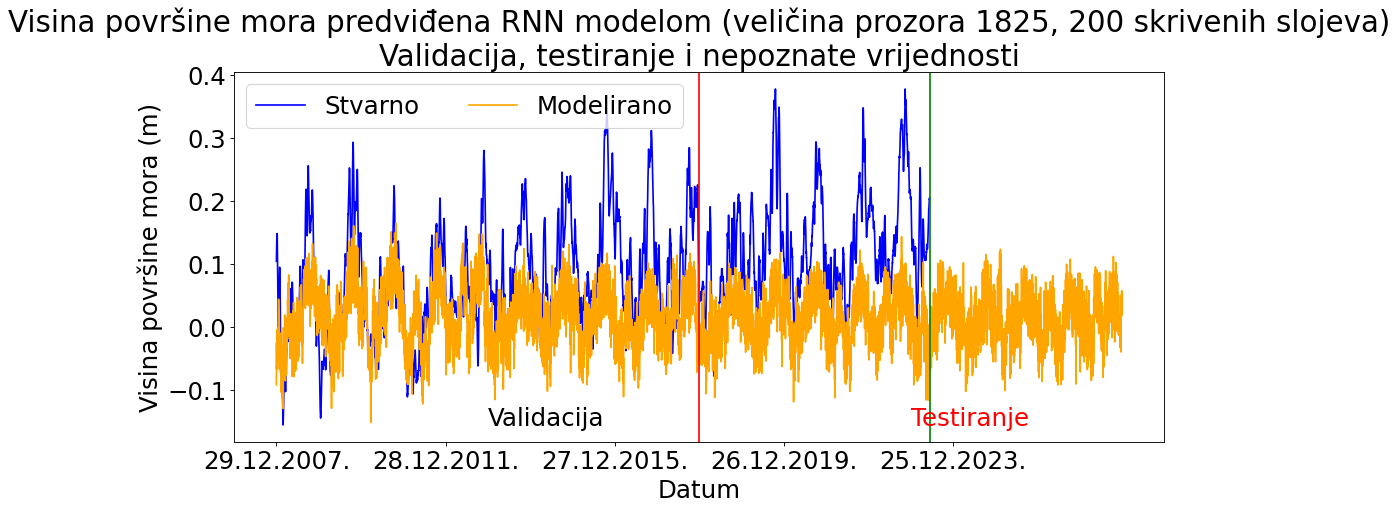 Visina površine mora predviđena RNN modelom (veličina prozora 1825, 200 skrivenih slojeva)
Validacija, testiranje i nepoznate vrijednosti
Stvarno
Modelirano
Visina površine mora (m)
0.4
0.3
0.2
0.1
0.0
−0.1
Validacija
Testiranje
29.12.2007.
28.12.2011.
27.12.2015.
26.12.2019.
25.12.2023.
Datum